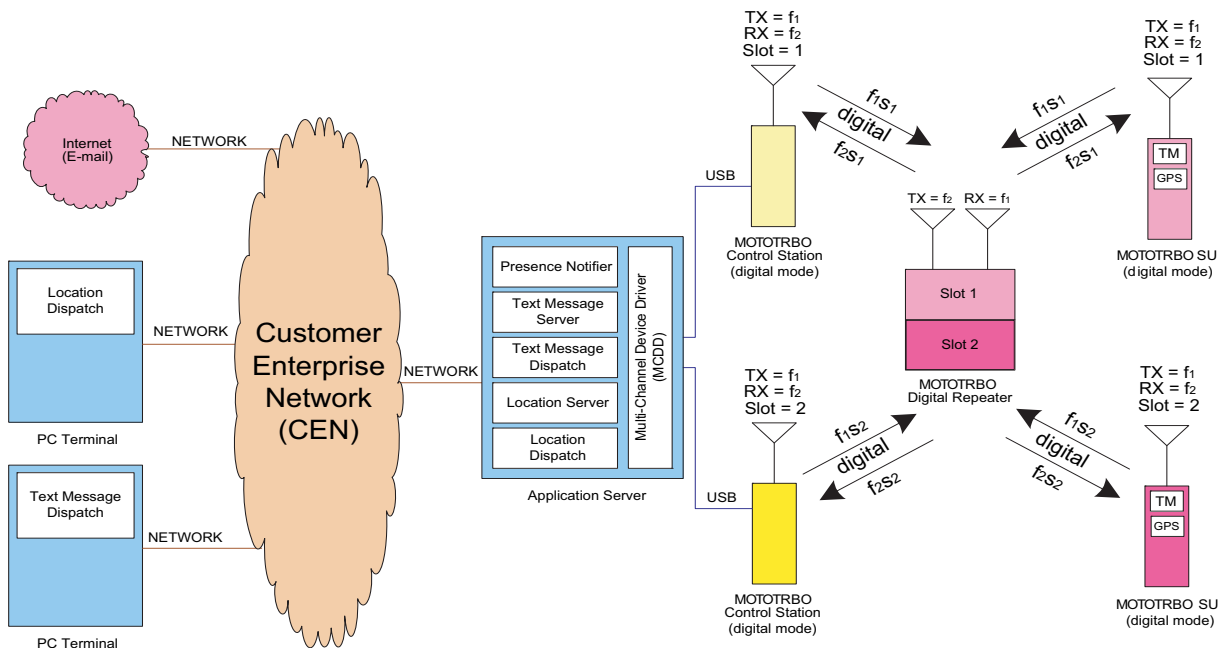 Internet
(E-mail)
NETWORK
Location
Dispatch
NETWORK
PC Terminal
Text Message
Dispatch
NETWORK
PC Terminal
Customer
Enterprise
Network
(CEN)
NETWORK
Presence Notifier
Text Message
Server
Text Message
Dispatch
Location Server
Location
Dispatch
Multi-Channel Device Driver
(MCDD)
Application Server
USB
USB
TX = f₁
RX = f₂
Slot = 1
MOTOTRBO
Control Station
(digital mode)
f₁s₁
digital
f₂s₁
TX = f₁
RX = f₂
Slot = 2
MOTOTRBO
Control Station
(digital mode)
f₁s₂
digital
f₂s₂
TX = f₂
RX = f₁
Slot 1
Slot 2
MOTOTRBO
Digital Repeater
f₁s₁
digital
f₂s₁
TX = f₁
RX = f₂
Slot = 1
TM
GPS
MOTOTRBO SU
(digital mode)
f₁s₂
digital
f₂s₂
TX = f₁
RX = f₂
Slot = 2
TM
GPS
MOTOTRBO SU
(digital mode)